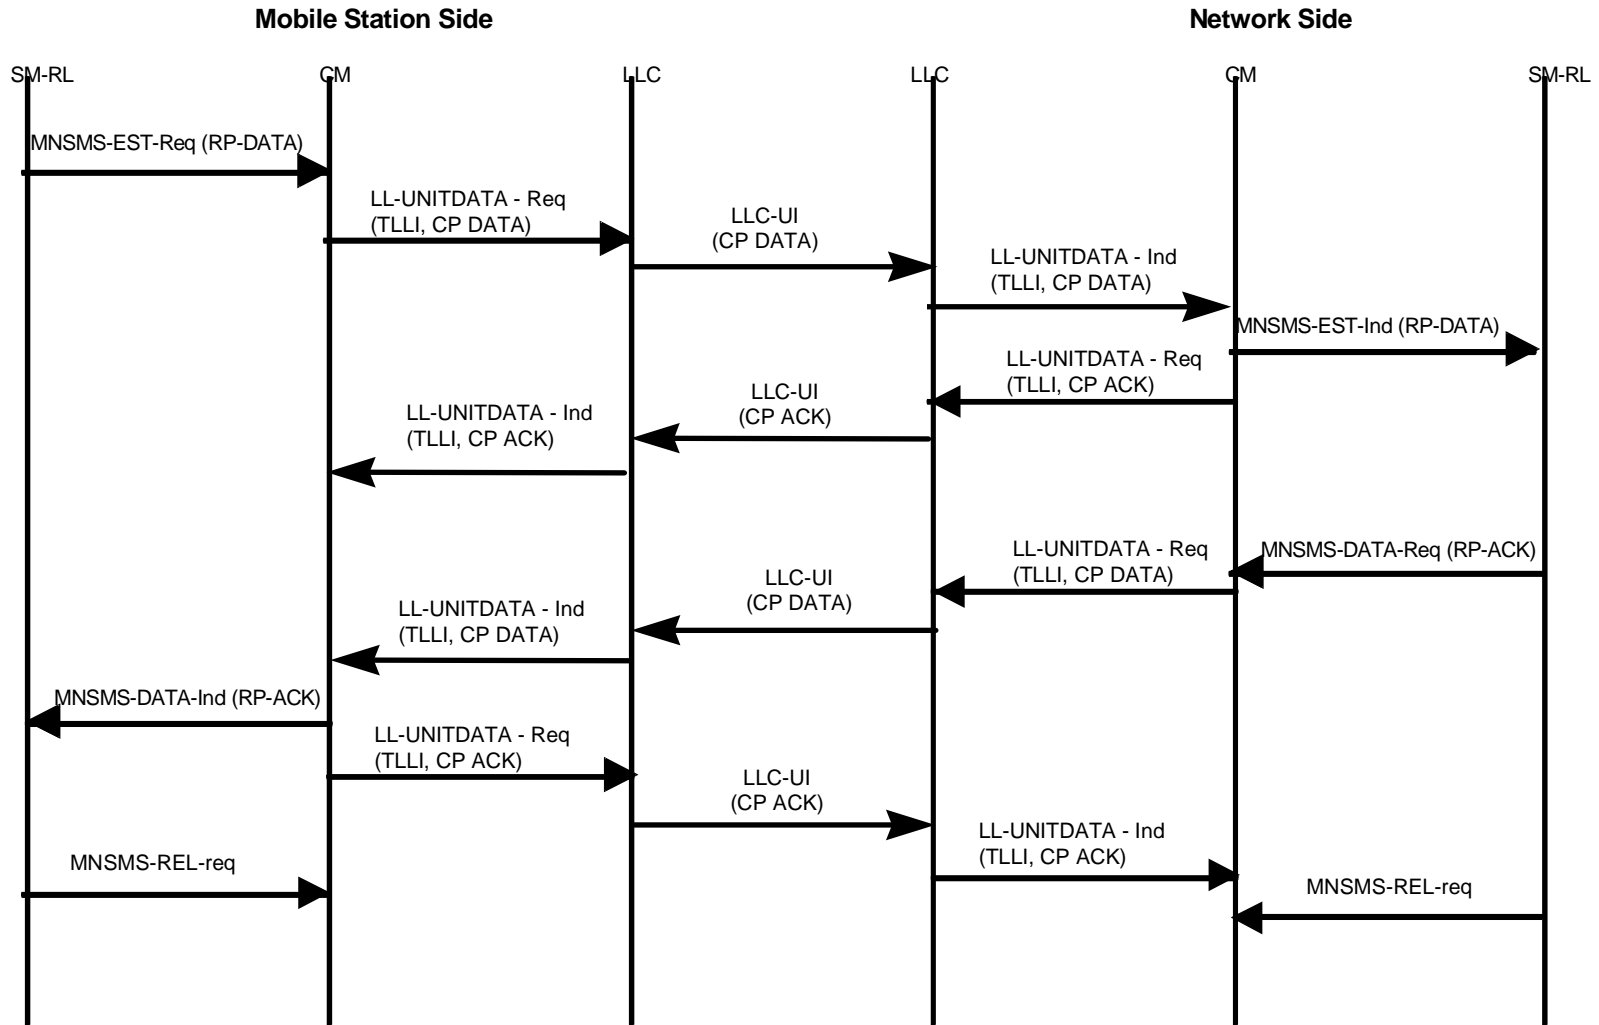 Mobile Station Side
Network Side
SM-RL
CM
LLC
LLC
CM
SM-RL
MNSMS-EST-Req (RP-DATA)
LL-UNITDATA - Req
(TLLI, CP DATA)
LLC-UI
(CP DATA)
LL-UNITDATA - Ind
(TLLI, CP DATA)
MNSMS-EST-Ind (RP-DATA)
LL-UNITDATA - Req
(TLLI, CP ACK)
LLC-UI
(CP ACK)
LL-UNITDATA - Ind
(TLLI, CP ACK)
MNSMS-DATA-Req (RP-ACK)
LL-UNITDATA - Req
(TLLI, CP DATA)
LLC-UI
(CP DATA)
LL-UNITDATA - Ind
(TLLI, CP DATA)
MNSMS-DATA-Ind (RP-ACK)
LL-UNITDATA - Req
(TLLI, CP ACK)
LLC-UI
(CP ACK)
LL-UNITDATA - Ind
(TLLI, CP ACK)
MNSMS-REL-req
MNSMS-REL-req